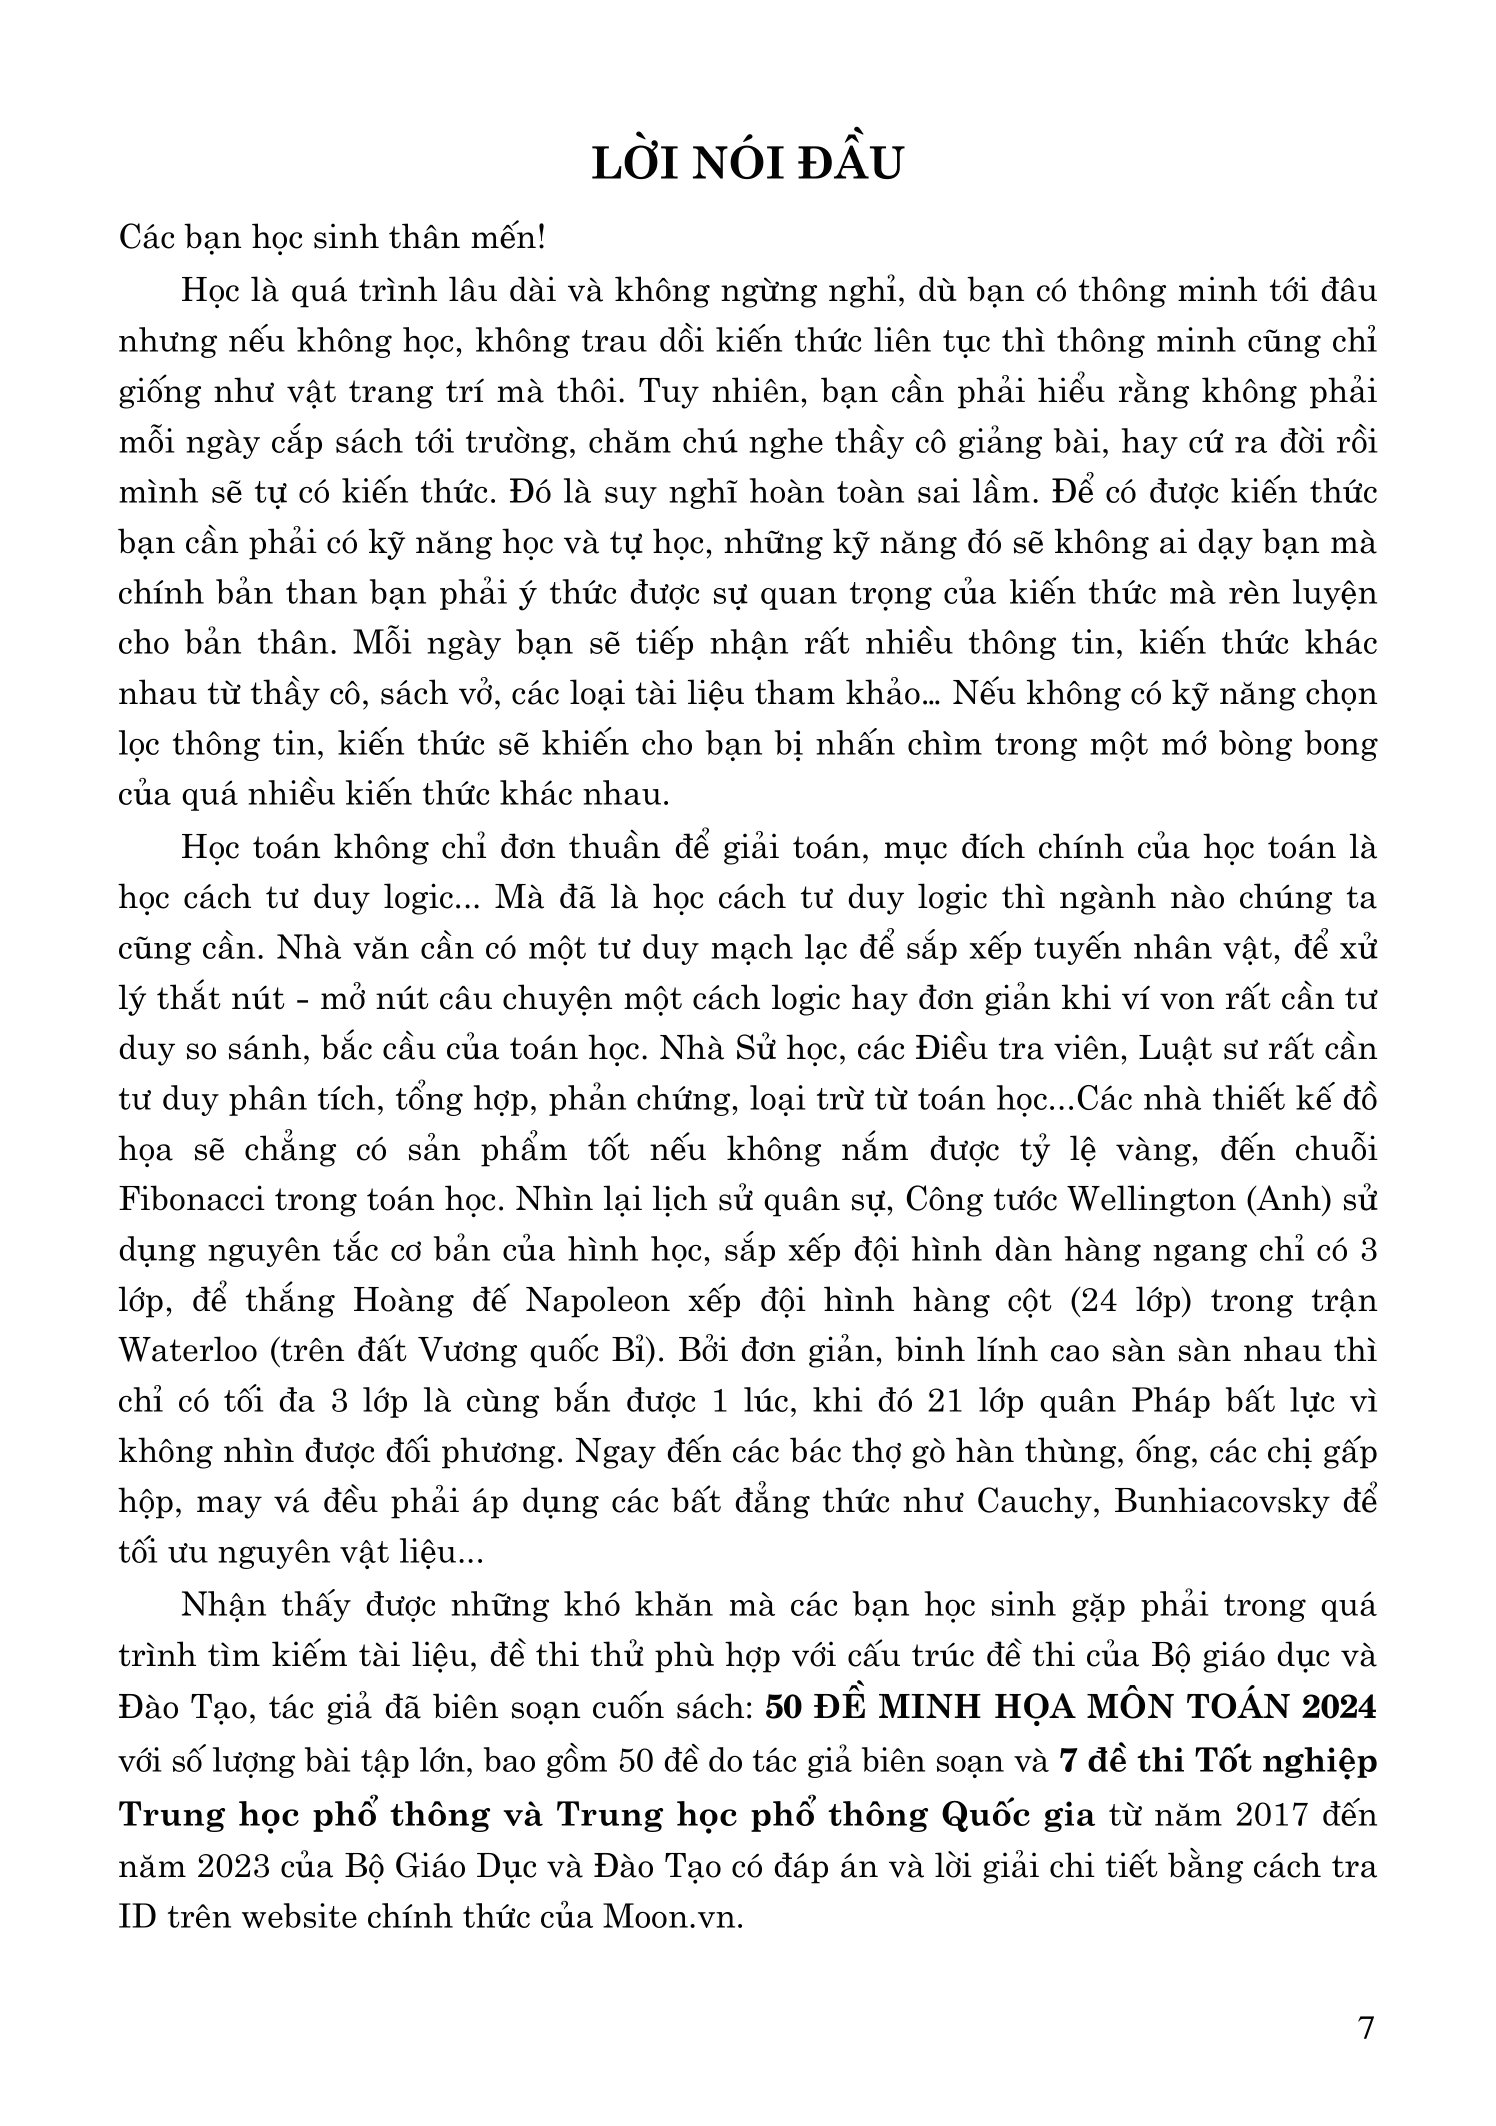 LỜI NÓI ĐẦU
Các bạn học sinh thân mến!
Học là quá trình lâu dài và không ngừng nghỉ, dù bạn có thông minh tới đâu
nhưng nếu không học, không trau dồi kiến thức liên tục thì thông minh cũng chỉ
giống như vật trang trí mà thôi. Tuy nhiên, bạn cần phải hiểu rằng không phải
mỗi ngày cắp sách tới trường, chăm chú nghe thầy cô giảng bài, hay cứ ra đời rồi
mình sẽ tự có kiến thức. Đó là suy nghĩ hoàn toàn sai lầm. Để có được kiến thức
bạn cần phải có kỹ năng học và tự học, những kỹ năng đó sẽ không ai dạy bạn mà
chính bản than bạn phải ý thức được sự quan trọng của kiến thức mà rèn luyện
cho bản thân. Mỗi ngày bạn sẽ tiếp nhận rất nhiều thông tin, kiến thức khác
nhau từ thầy cô, sách vở, các loại tài liệu tham khảo... Nếu không có kỹ năng chọn
lọc thông tin, kiến thức sẽ khiến cho bạn bị nhấn chìm trong một mớ bòng bong
của quá nhiều kiến thức khác nhau.
Học toán không chỉ đơn thuần để giải toán, mục đích chính của học toán là
học cách tư duy logic... Mà đã là học cách tư duy logic thì ngành nào chúng ta
cũng cần. Nhà văn cần có một tư duy mạch lạc để sắp xếp tuyến nhân vật, để xử
lý thắt nút - mở nút câu chuyện một cách logic hay đơn giản khi ví von rất cần tư
duy so sánh, bắc cầu của toán học. Nhà Sử học, các Điều tra viên, Luật sư rất cần
tư duy phân tích, tổng hợp, phản chứng, loại trừ từ toán học...Các nhà thiết kế đồ
họa sẽ chẳng có sản phẩm tốt nếu không nắm được tỷ lệ vàng, đến chuỗi
Fibonacci trong toán học. Nhìn lại lịch sử quân sự, Công tước Wellington (Anh) sử
dụng nguyên tắc cơ bản của hình học, sắp xếp đội hình dàn hàng ngang chỉ có 3
lớp, để thắng Hoàng đế Napoleon xếp đội hình hàng cột (24 lớp) trong trận
Waterloo (trên đất Vương quốc Bỉ). Bởi đơn giản, binh lính cao sàn sàn nhau thì
chỉ có tối đa 3 lớp là cùng bắn được 1 lúc, khi đó 21 lớp quân Pháp bất lực vì
không nhìn được đối phương. Ngay đến các bác thợ gò hàn thùng, ống, các chị gấp
hộp, may vá đều phải áp dụng các bất đẳng thức như Cauchy, Bunhiacovsky để
tối ưu nguyên vật liệu...
Nhận thấy được những khó khăn mà các bạn học sinh gặp phải trong quá
trình tìm kiếm tài liệu, đề thi thử phù hợp với cấu trúc đề thi của Bộ giáo dục và
Đào Tạo, tác giả đã biên soạn cuốn sách: 50 ĐỀ MINH HỌA MÔN TOÁN 2024
với số lượng bài tập lớn, bao gồm 50 đề do tác giả biên soạn và 7 đề thi Tốt nghiệp
Trung học phổ thông và Trung học phổ thông Quốc gia từ năm 2017 đến
năm 2023 của Bộ Giáo Dục và Đào Tạo có đáp án và lời giải chi tiết bằng cách tra
ID trên website chính thức của Moon.vn.
7